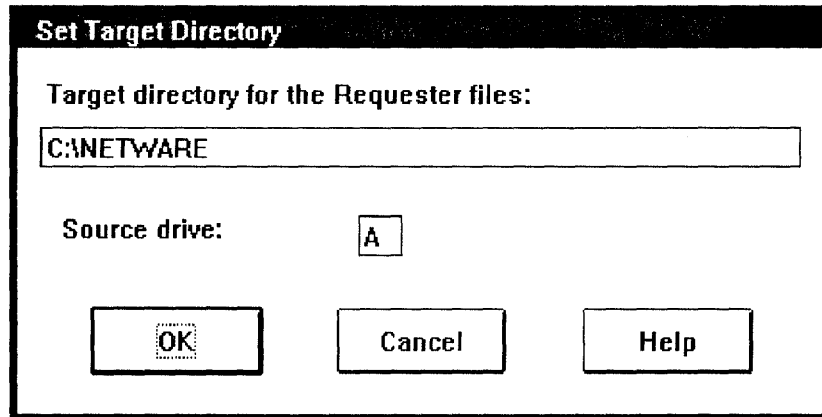 Set Target Directory
Target directory for the Requester files:
C:\NETWARE
Source drive:
A
OK
Cancel
Help